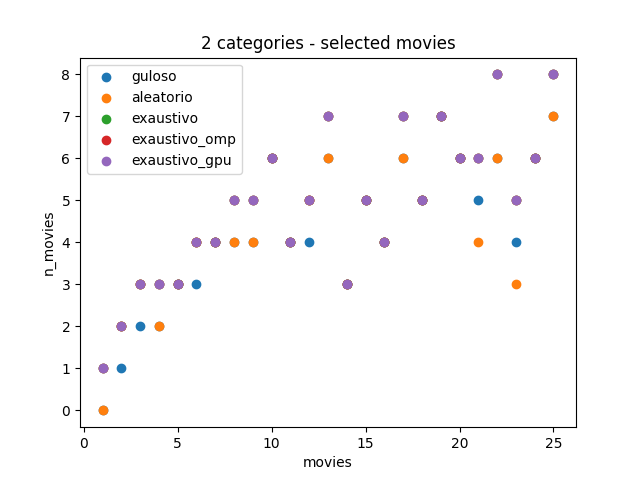 2 categories - selected movies
guloso
aleatorio
exaustivo
exaustivo_omp
exaustivo_gpu
n_movies
8
7
6
5
4
3
2
1
0
0 5 10 15 20 25
movies